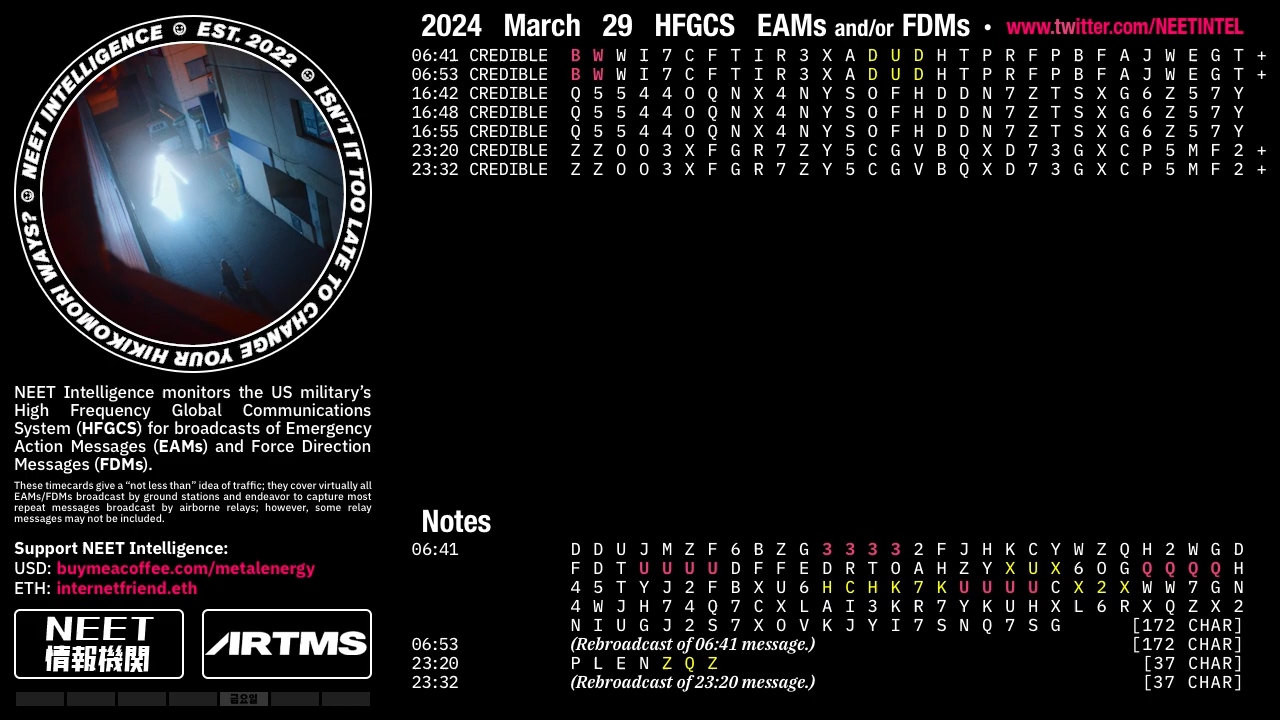 NEET INTELLIGENCE ☺ EST. 2022 ☺ ISN'T IT TOO LATE TO CHANGE YOUR HIKIKOMORI WAYS? ☺
NEET Intelligence monitors the US military's
High Frequency Global Communications
System (HFGCS) for broadcasts of Emergency
Action Messages (EAMs) and Force Direction
Messages (FDMs).
These timecards give a “not less than” idea of traffic; they cover virtually all
EAMs/FDMs broadcast by ground stations and endeavor to capture most
repeat messages broadcast by airborne relays; however, some relay
messages may not be included.
Support NEET Intelligence:
USD: buymeacoffee.com/metalenergy
ETH: internetfriend.eth
NEET
情報機関
ARTMS
금요일
2024 March 29 HFGCS EAMs and/or FDMs • www.twitter.com/NEETINTEL
06:41 CREDIBLE B W W I 7 C F T I R 3 X A D U D H T P R F P B F A J W E G T +
06:53 CREDIBLE B W W I 7 C F T I R 3 X A D U D H T P R F P B F A J W E G T +
16:42 CREDIBLE Q 5 5 4 4 O Q N X 4 N Y S O F H D D N 7 Z T S X G 6 Z 5 7 Y
16:48 CREDIBLE Q 5 5 4 4 O Q N X 4 N Y S O F H D D N 7 Z T S X G 6 Z 5 7 Y
16:55 CREDIBLE Q 5 5 4 4 O Q N X 4 N Y S O F H D D N 7 Z T S X G 6 Z 5 7 Y
23:20 CREDIBLE Z Z O O 3 X F G R 7 Z Y 5 C G V B Q X D 7 3 G X C P 5 M F 2 +
23:32 CREDIBLE Z Z O O 3 X F G R 7 Z Y 5 C G V B Q X D 7 3 G X C P 5 M F 2 +
Notes
06:41 D D U J M Z F 6 B Z G 3 3 3 3 2 F J H K C Y W Z Q H 2 W G D
F D T U U U U D F F E D R T O A H Z Y X U X 6 O G Q Q Q Q H
4 5 T Y J 2 F B X U 6 H C H K 7 K U U U U C X 2 X W W 7 G N
4 W J H 7 4 Q 7 C X L A I 3 K R 7 Y K U H X L 6 R X Q Z X 2
N I U G J 2 S 7 X O V K J Y I 7 S N Q 7 S G [172 CHAR]
06:53 (Rebroadcast of 06:41 message.) [172 CHAR]
23:20 P L E N Z Q Z [37 CHAR]
23:32 (Rebroadcast of 23:20 message.) [37 CHAR]